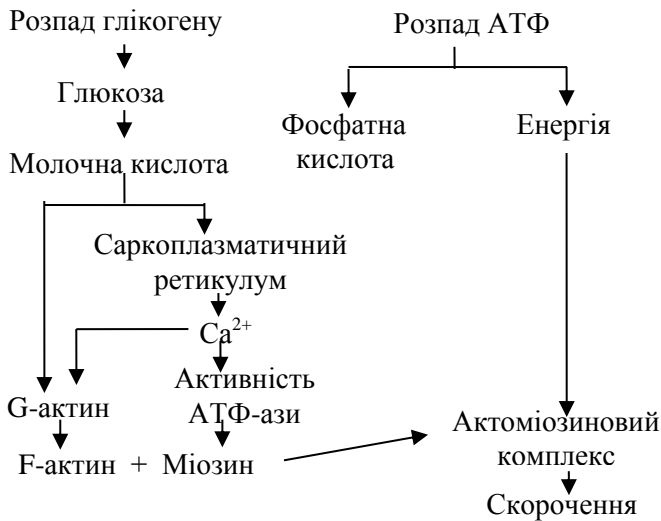 Розпад глікогену
Розпад АТФ
Глюкоза
Фосфатна
кислота
Енергія
Молочна кислота
Саркоплазматичний
ретикулум
Ca²⁺
Активність
АТФ-ази
G-актин
F-актин + Міозин
Актоміозиновий
комплекс
Скорочення